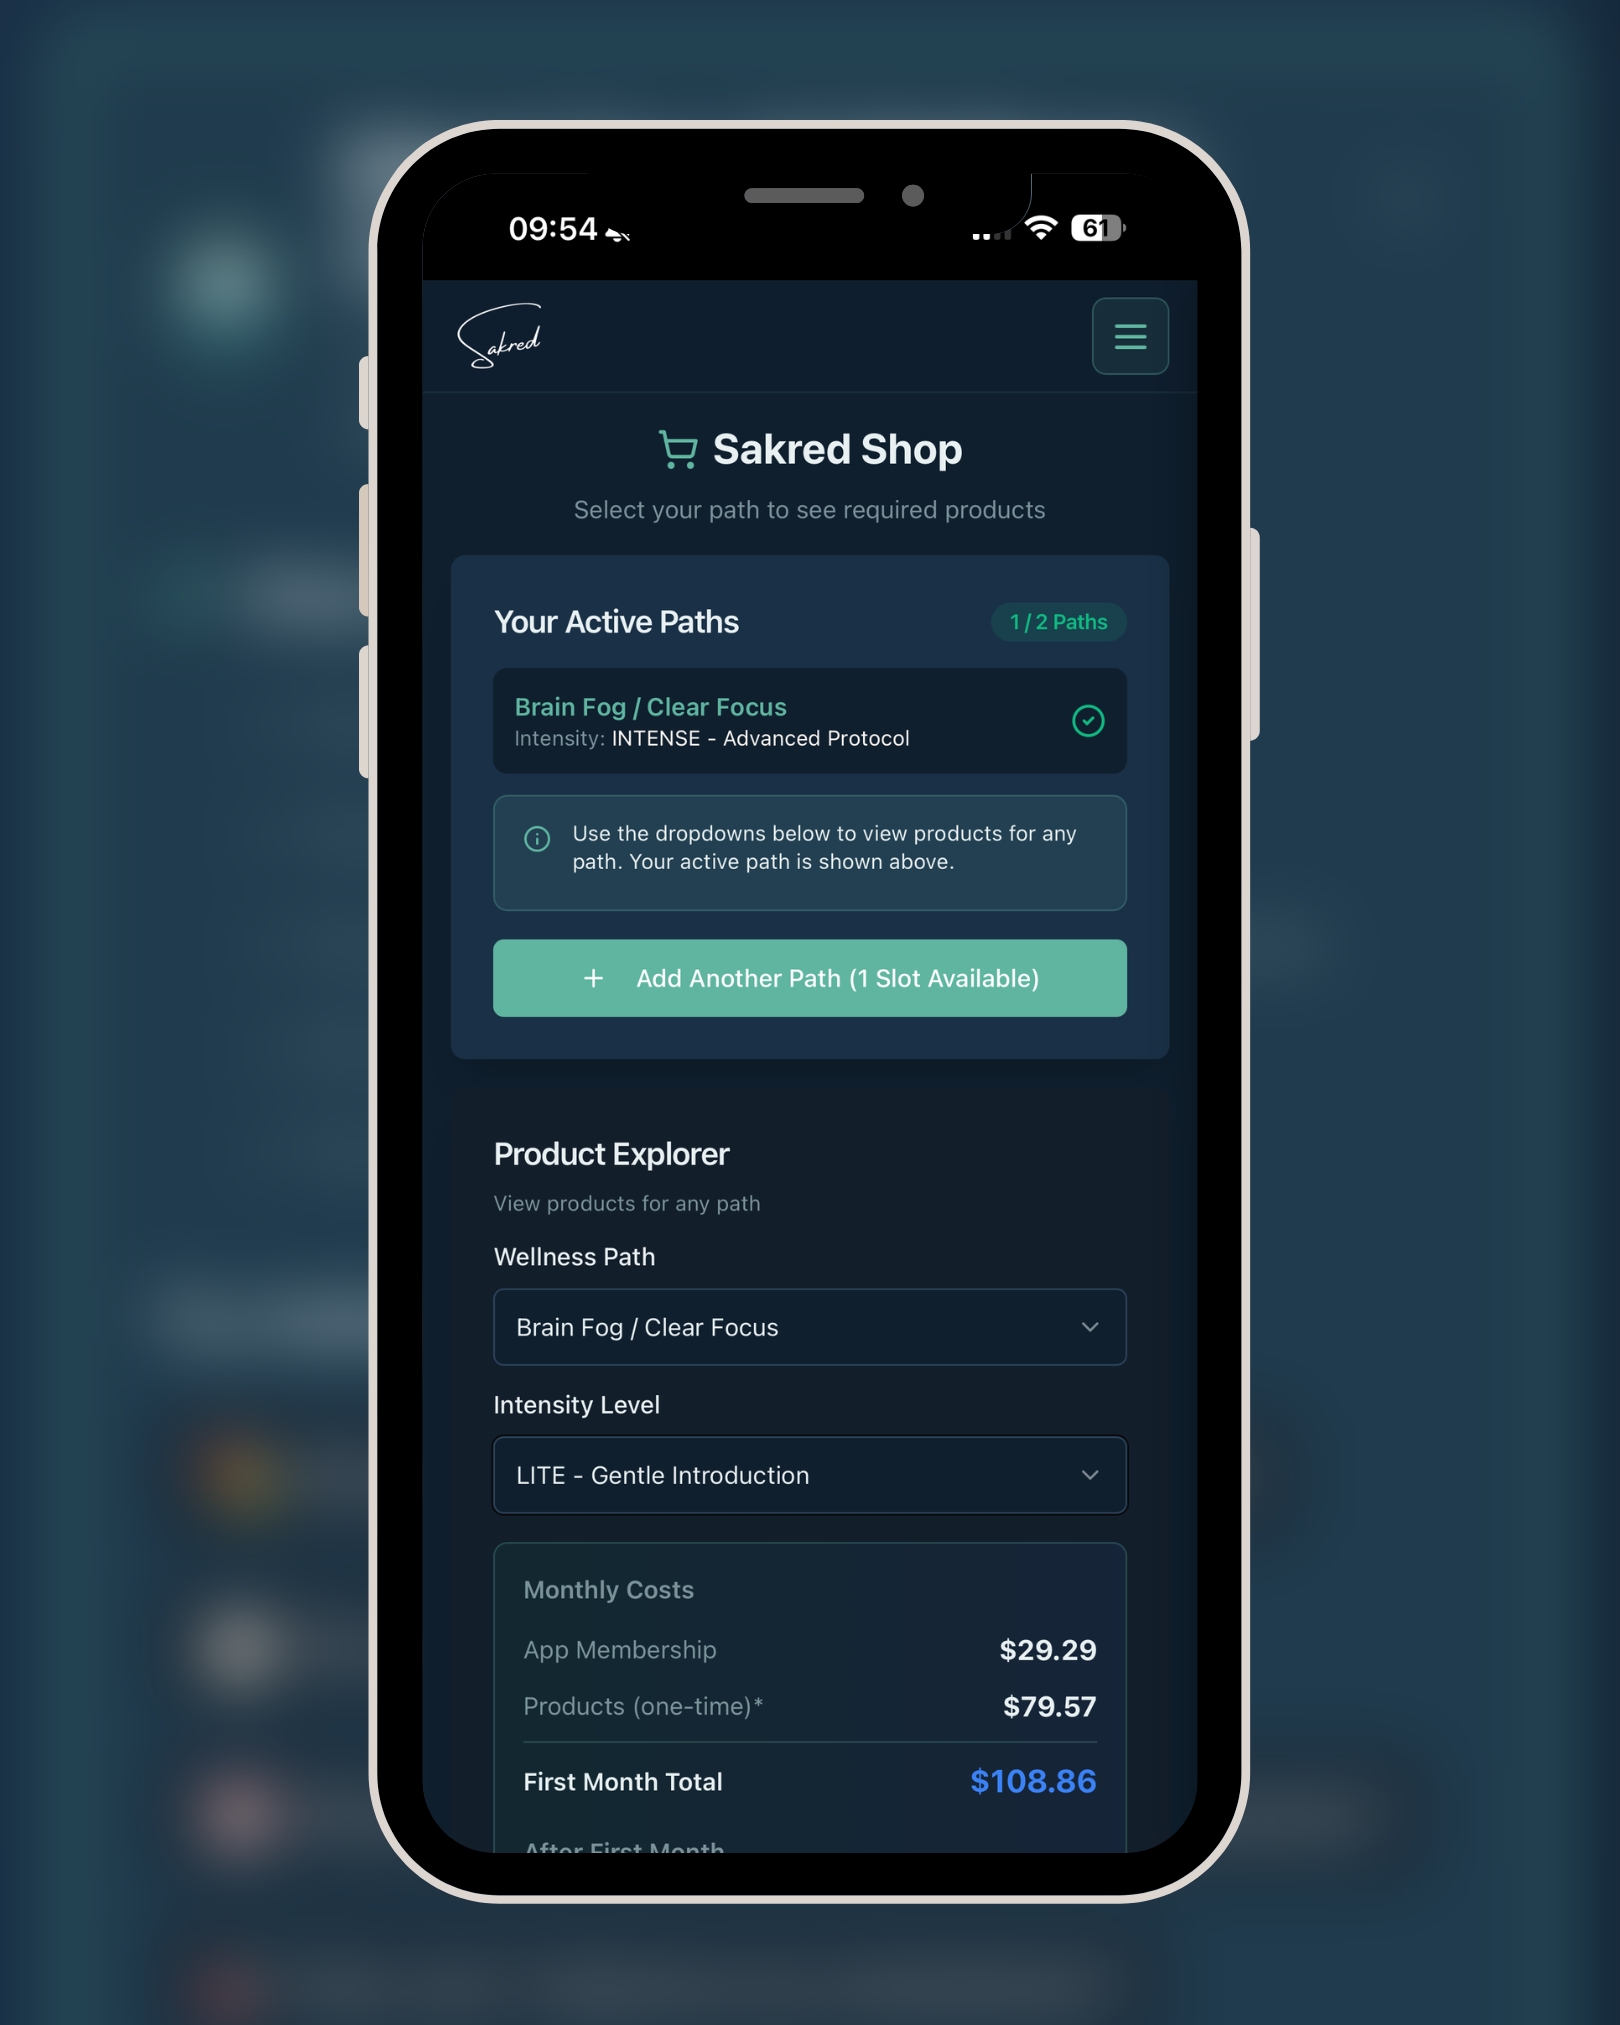 09:54
61
Sakred
Sakred Shop
Select your path to see required products
Your Active Paths
1 / 2 Paths
Brain Fog / Clear Focus
Intensity: INTENSE - Advanced Protocol
Use the dropdowns below to view products for any
path. Your active path is shown above.
+ Add Another Path (1 Slot Available)
Product Explorer
View products for any path
Wellness Path
Brain Fog / Clear Focus
Intensity Level
LITE - Gentle Introduction
Monthly Costs
App Membership $29.29
Products (one-time)* $79.57
First Month Total $108.86
After First Month